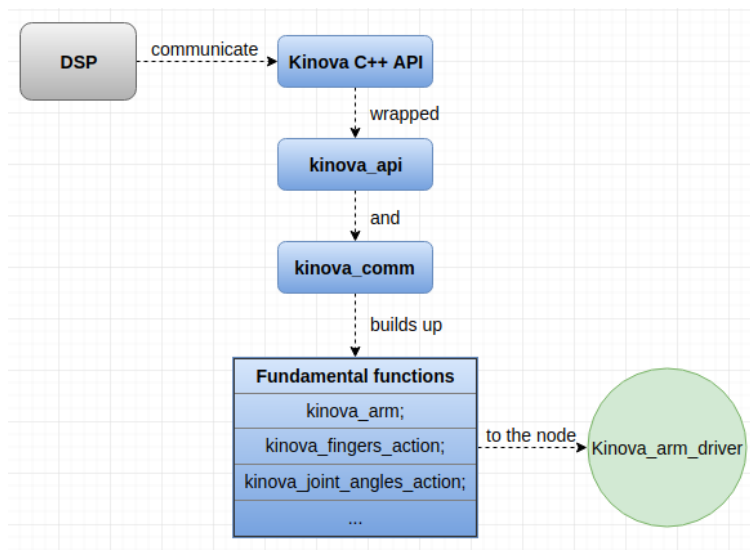 DSP
communicate
Kinova C++ API
wrapped
kinova_api
and
kinova_comm
builds up
Fundamental functions
kinova_arm;
kinova_fingers_action;
kinova_joint_angles_action;
...
to the node
Kinova_arm_driver